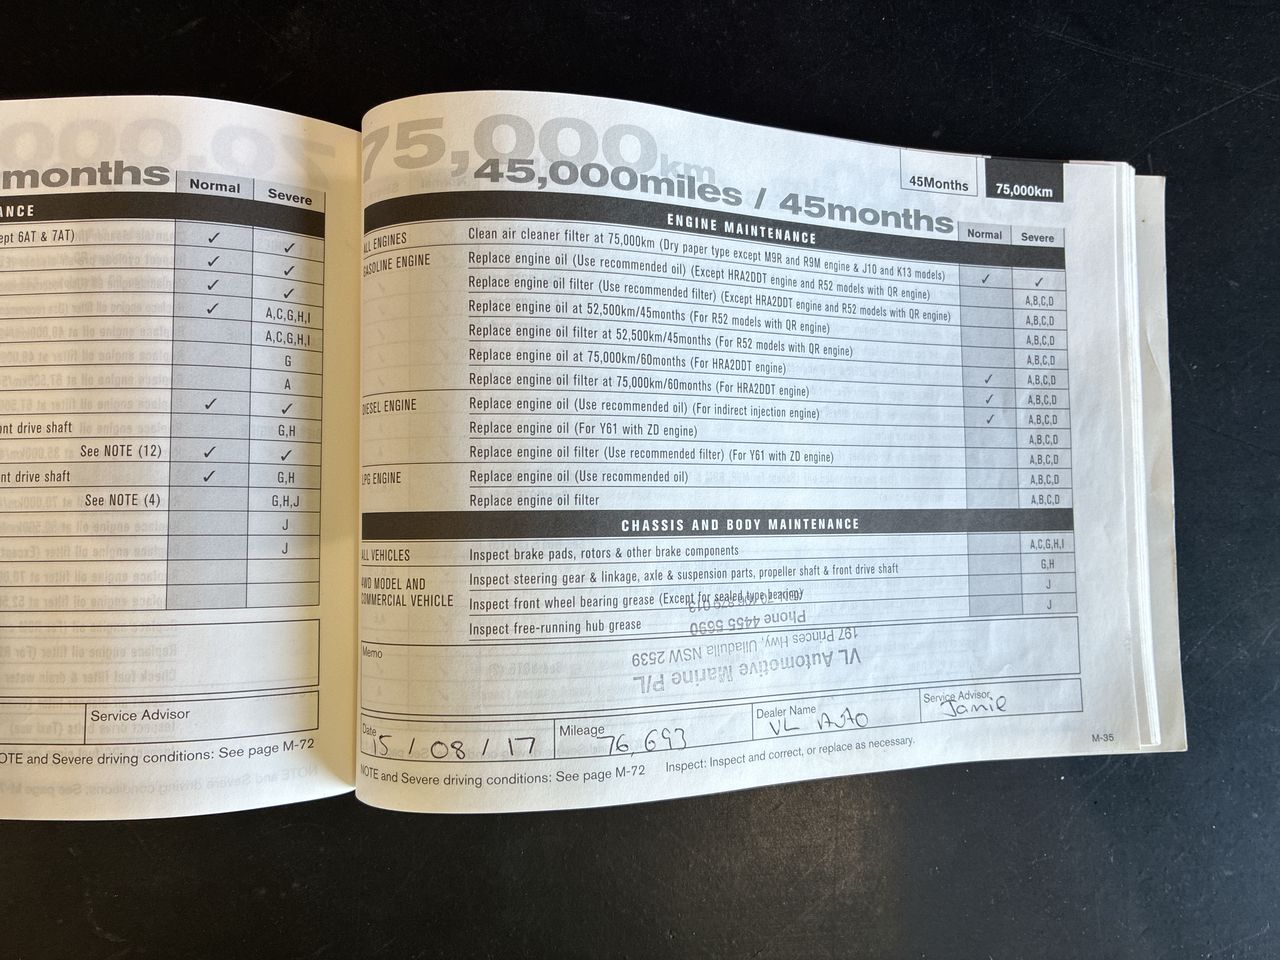 months
Normal
Severe
ANCE
ept 6AT & 7AT)
✓ ✓
✓ ✓
✓ ✓
✓ A,C,G,H,I
A,C,G,H,I
G
A
✓ ✓
nt drive shaft G,H
See NOTE (12) ✓ ✓
nt drive shaft ✓ G,H
See NOTE (4) G,H,J
J
J
Service Advisor
OTE and Severe driving conditions: See page M-72
75,000km
45,000miles / 45months
45Months
75,000km
Normal
Severe
ENGINE MAINTENANCE
ALL ENGINES Clean air cleaner filter at 75,000km (Dry paper type except M9R and R9M engine & J10 and K13 models) ✓ ✓
GASOLINE ENGINE Replace engine oil (Use recommended oil) (Except HRA2DDT engine and R52 models with QR engine) A,B,C,D
Replace engine oil filter (Use recommended filter) (Except HRA2DDT engine and R52 models with QR engine) A,B,C,D
Replace engine oil at 52,500km/45months (For R52 models with QR engine) A,B,C,D
Replace engine oil filter at 52,500km/45months (For R52 models with QR engine) A,B,C,D
Replace engine oil at 75,000km/60months (For HRA2DDT engine) ✓ A,B,C,D
Replace engine oil filter at 75,000km/60months (For HRA2DDT engine) ✓ A,B,C,D
DIESEL ENGINE Replace engine oil (Use recommended oil) (For indirect injection engine) ✓ A,B,C,D
Replace engine oil (For Y61 with ZD engine) A,B,C,D
Replace engine oil filter (Use recommended filter) (For Y61 with ZD engine) A,B,C,D
LPG ENGINE Replace engine oil (Use recommended oil) A,B,C,D
Replace engine oil filter A,B,C,D
CHASSIS AND BODY MAINTENANCE
ALL VEHICLES Inspect brake pads, rotors & other brake components A,C,G,H,I
Inspect steering gear & linkage, axle & suspension parts, propeller shaft & front drive shaft G,H
4WD MODEL AND COMMERCIAL VEHICLE Inspect front wheel bearing grease (Except for sealed type bearing) J
Inspect free-running hub grease J
Memo
VL Automotive Marine P/L
197 Princes Hwy, Ulladulla NSW 2539
Phone 4455 5690
Date 15 / 08 / 17
Mileage 76,693
Dealer Name VL AUTO
Service Advisor Jamie
NOTE and Severe driving conditions: See page M-72
Inspect: Inspect and correct, or replace as necessary.
M-35